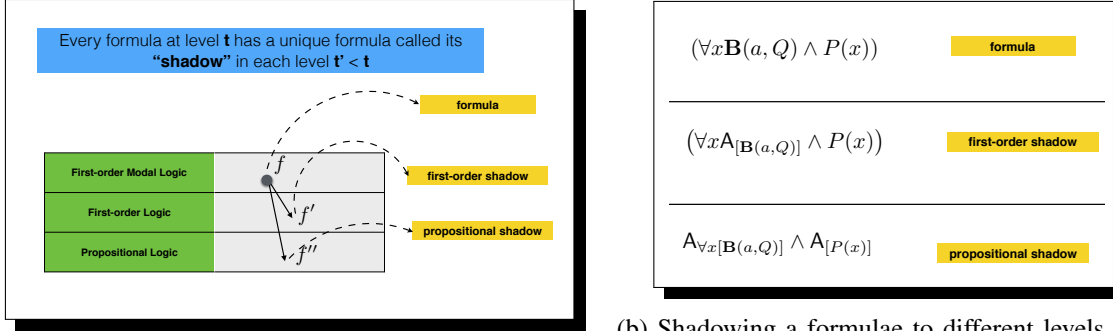 Every formula at level t has a unique formula called its
“shadow” in each level t' < t
formula
First-order Modal Logic
f
first-order shadow
First-order Logic
f′
propositional shadow
Propositional Logic
f′′
(∀xB(a, Q) ∧ P(x))
formula
(∀xA[B(a,Q)] ∧ P(x))
first-order shadow
A∀x[B(a,Q)] ∧ A[P(x)]
propositional shadow
(b) Shadowing a formulae to different levels